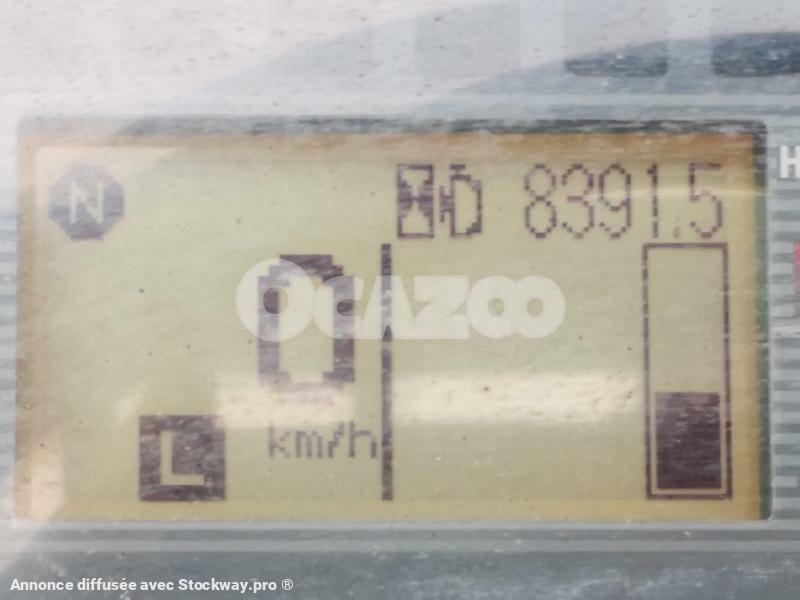 N 8391.5
H
0
OCAZOO
km/h
L
Annonce diffusée avec Stockway.pro ®